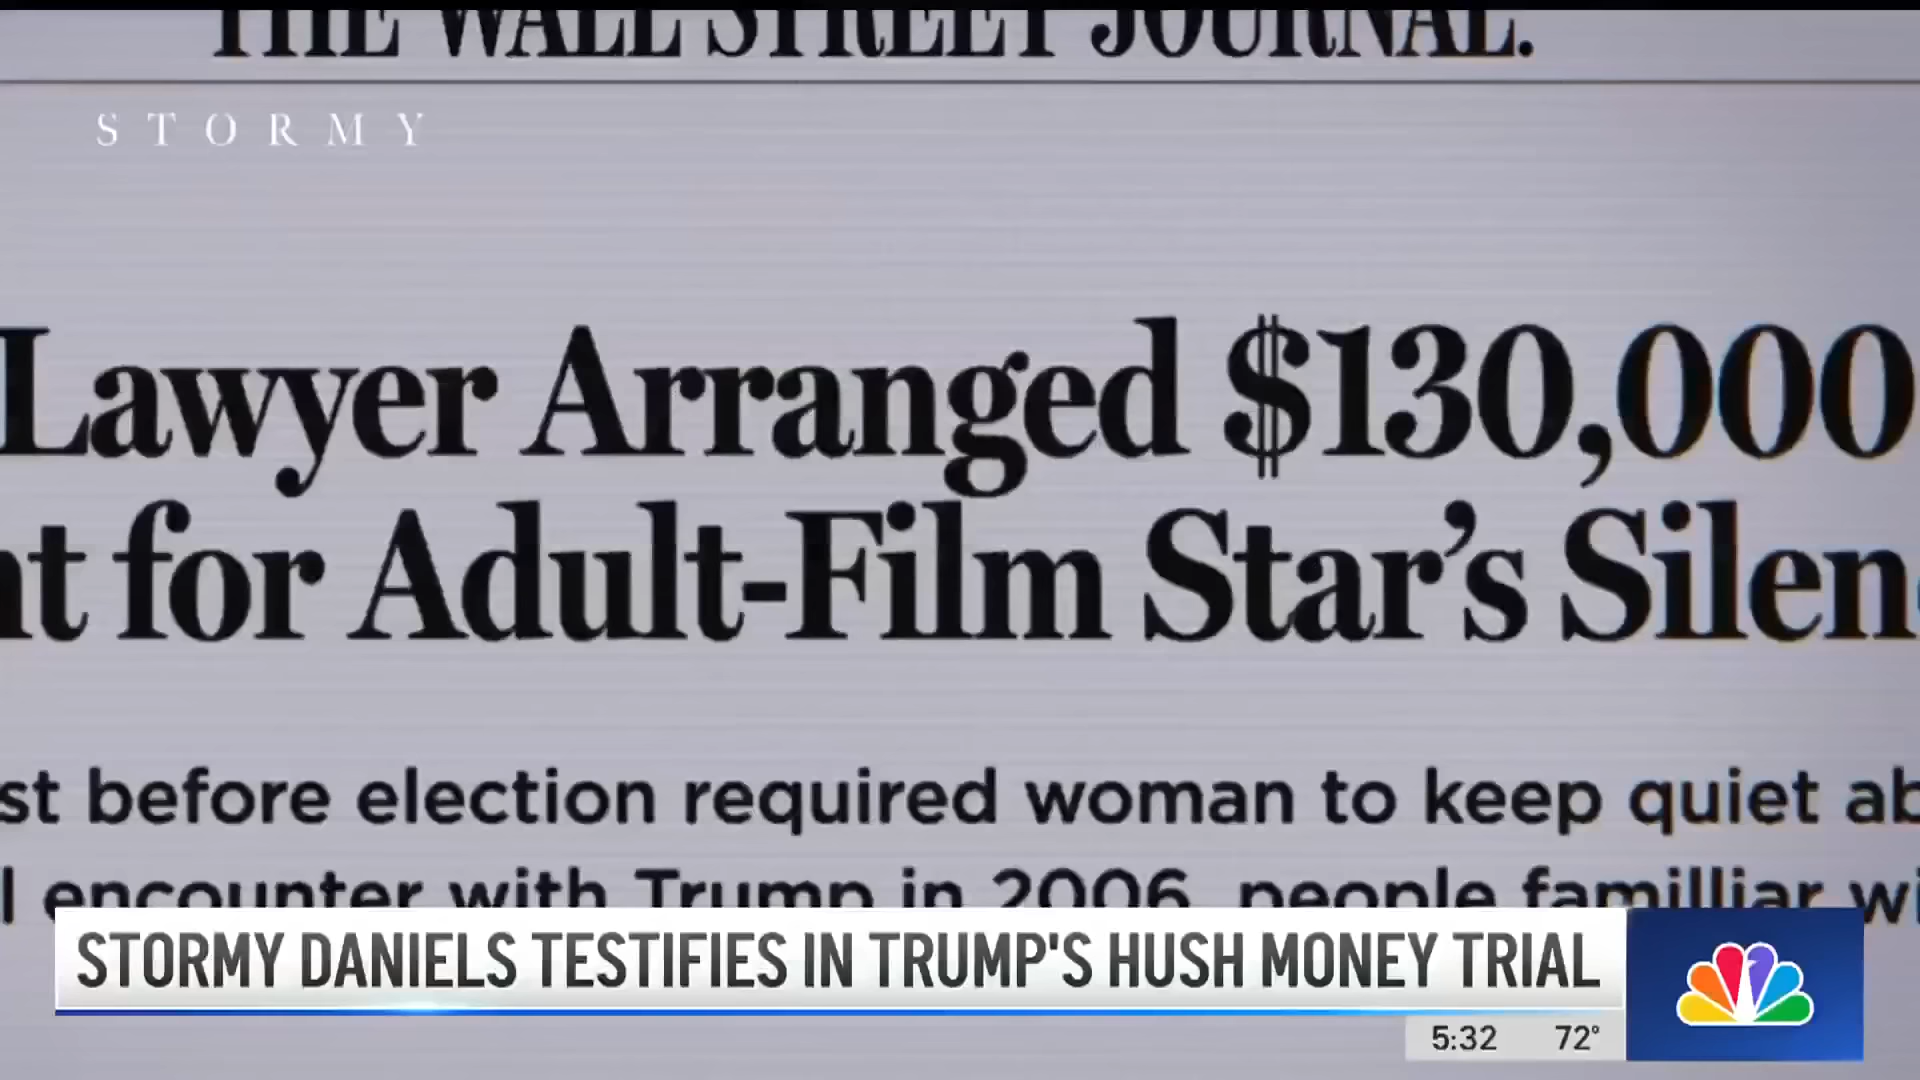 THE WALL STREET JOURNAL.
STORMY
Lawyer Arranged $130,000
for Adult-Film Star's
before election required woman to keep quiet
encounter with Trump in 2006, people familliar
STORMY DANIELS TESTIFIES IN TRUMP'S HUSH MONEY TRIAL
5:32 72°